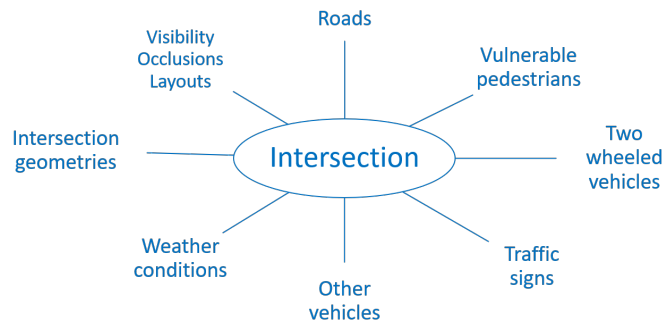 Roads
Visibility
Occlusions
Layouts
Vulnerable
pedestrians
Intersection
geometries
Intersection
Two
wheeled
vehicles
Weather
conditions
Traffic
signs
Other
vehicles